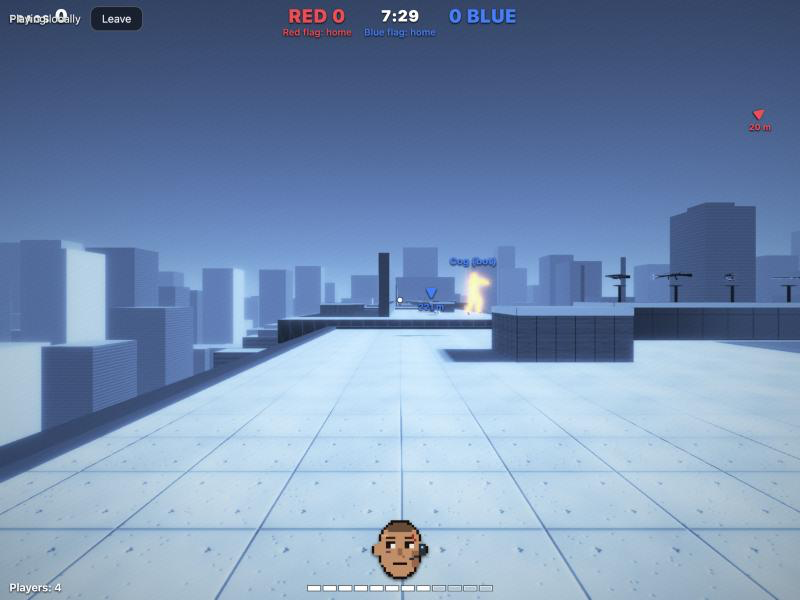 Playing locally
Leave
RED 0
7:29
0 BLUE
Red flag: home
Blue flag: home
20 m
Cog (bot)
Players: 4